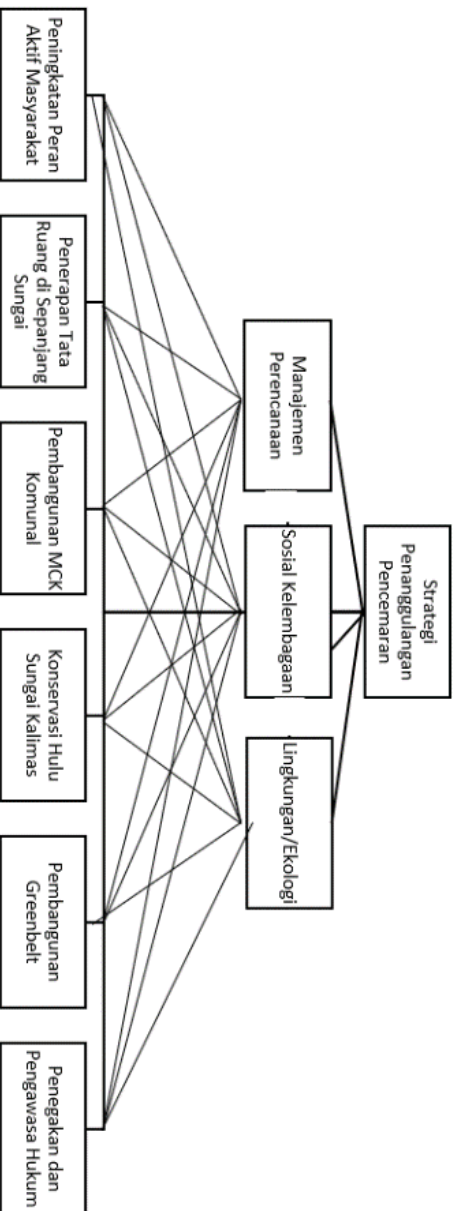 Strategi
Penanggulangan
Pencemaran
Manajemen
Perencanaan
Sosial Kelembagaan
Lingkungan/Ekologi
Peningkatan Peran
Aktif Masyarakat
Penerapan Tata
Ruang di Sepanjang
Sungai
Pembangunan MCK
Komunal
Konservasi Hulu
Sungai Kalimas
Pembangunan
Greenbelt
Penegakan dan
Pengawasa Hukum